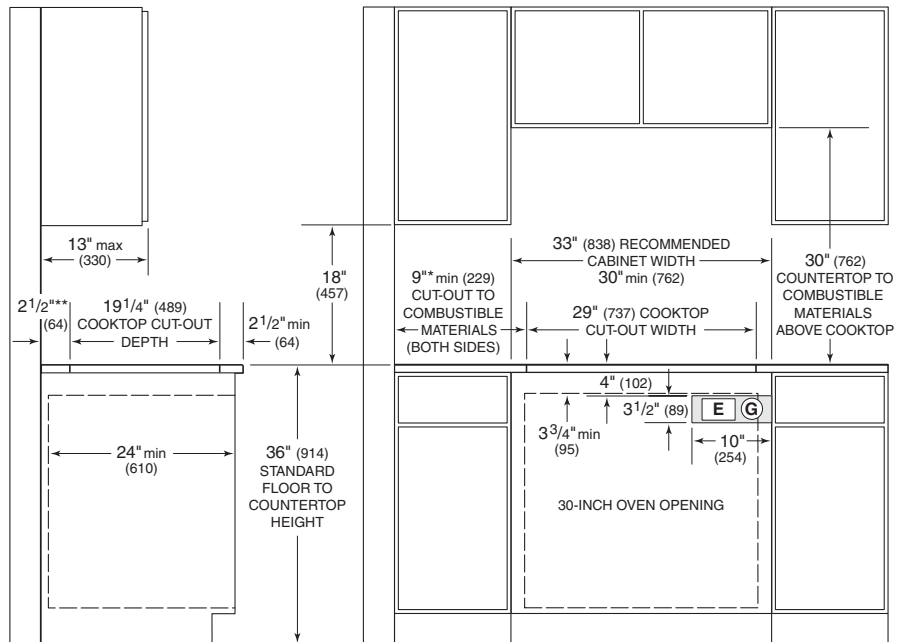 13" max
(330)
2 1/2"**
(64)
19 1/4" (489)
COOKTOP CUT-OUT
DEPTH
2 1/2" min
(64)
18"
(457)
24" min
(610)
36" (914)
STANDARD
FLOOR TO
COUNTERTOP
HEIGHT
9"* min (229)
CUT-OUT TO
COMBUSTIBLE
MATERIALS
(BOTH SIDES)
33" (838) RECOMMENDED
CABINET WIDTH
30" min (762)
29" (737) COOKTOP
CUT-OUT WIDTH
30" (762)
COUNTERTOP TO
COMBUSTIBLE
MATERIALS
ABOVE COOKTOP
4" (102)
3 1/2" (89)
E G
3 3/4" min
(95)
10"
(254)
30-INCH OVEN OPENING